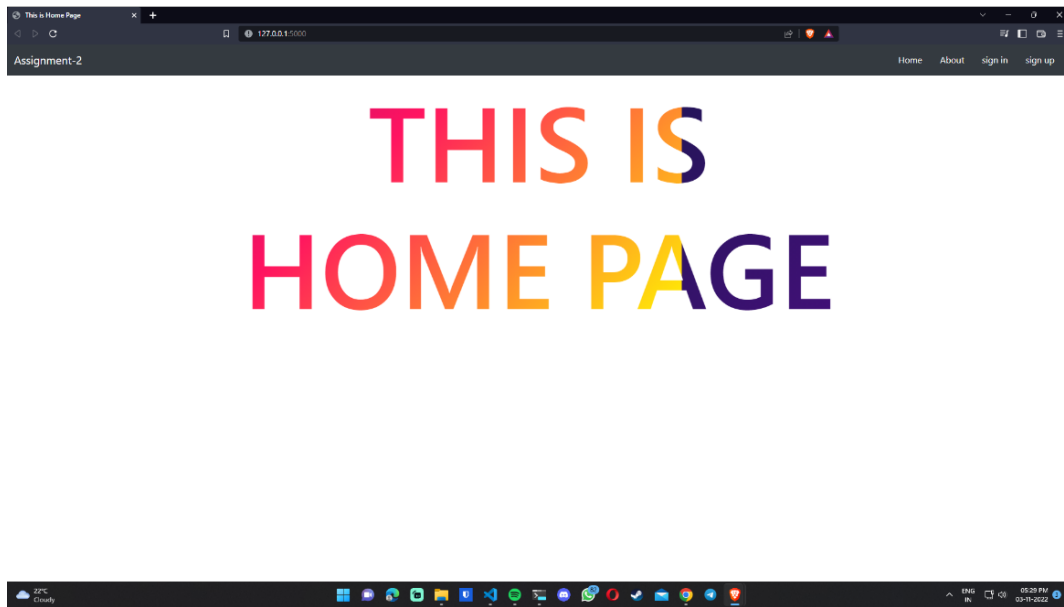 This is Home Page
127.0.0.1:5000
Assignment-2
Home About sign in sign up
THIS IS
HOME PAGE
22°C
Cloudy
ENG
IN
05:29 PM
03-11-2022